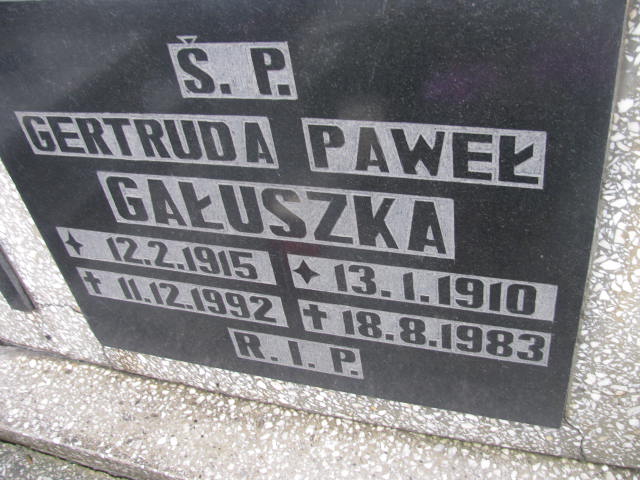 Š. P.
GERTRUDA PAWEŁ
GAŁUSZKA
✦ 12.2.1915 ✦ 13.1.1910
✝ 11.12.1992 ✝ 18.8.1983
R. I. P.